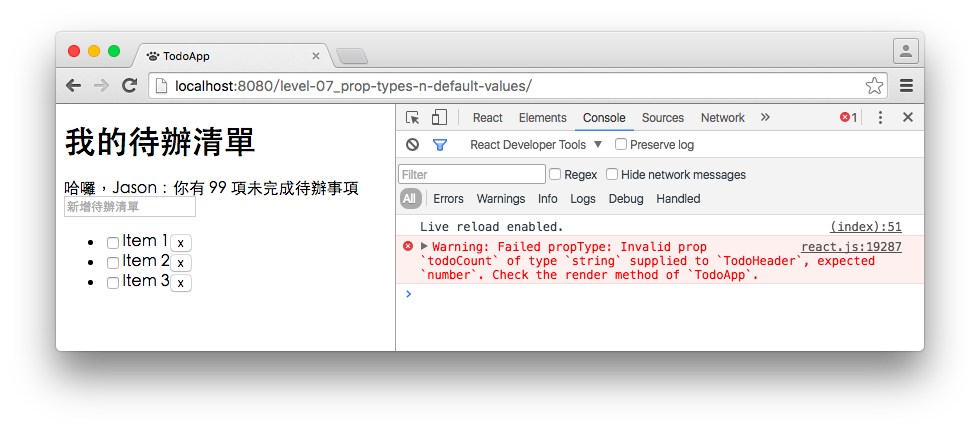 TodoApp
localhost:8080/level-07_prop-types-n-default-values/
我的待辦清單
哈囉，Jason：你有 99 項未完成待辦事項
新增待辦清單
Item 1 x
Item 2 x
Item 3 x
React Elements Console Sources Network » 1
React Developer Tools ▼ Preserve log
Filter Regex Hide network messages
All Errors Warnings Info Logs Debug Handled
Live reload enabled. (index):51
Warning: Failed propType: Invalid prop react.js:19287
`todoCount` of type `string` supplied to `TodoHeader`, expected
`number`. Check the render method of `TodoApp`.